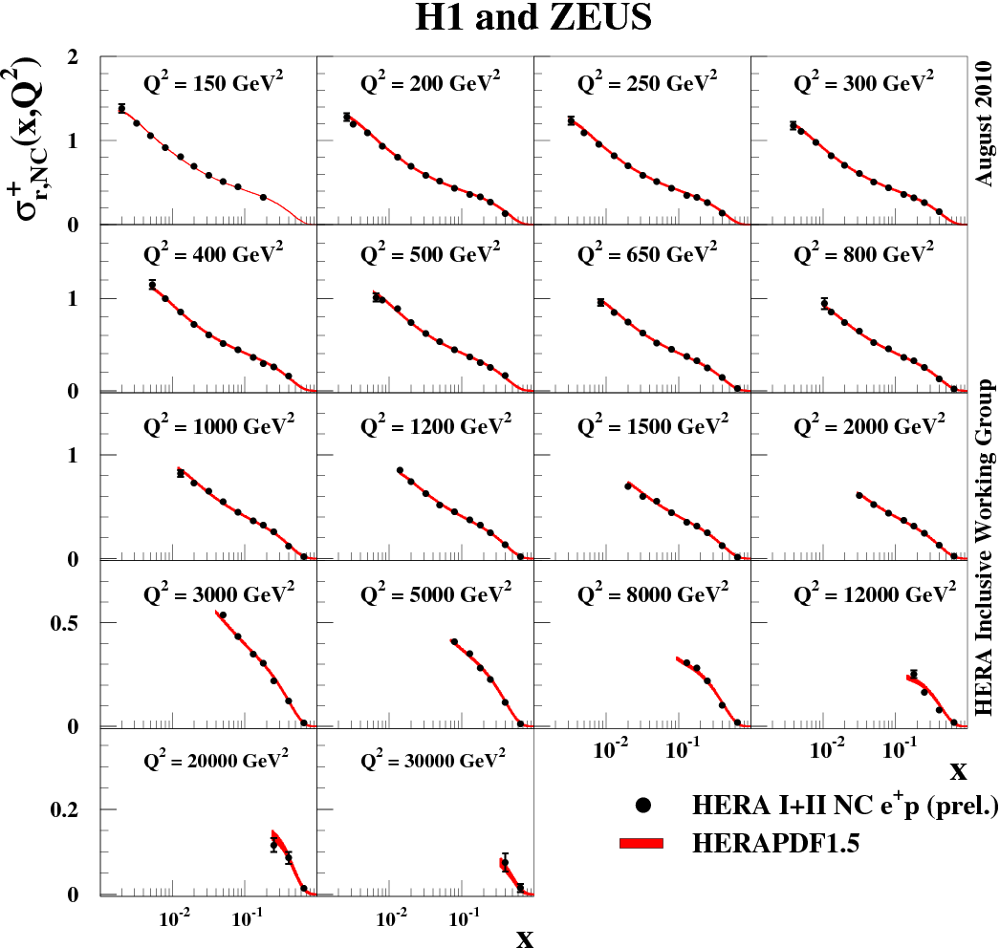 H1 and ZEUS
σ⁺r,NC(x,Q²)
2
1
0
Q² = 150 GeV²
Q² = 200 GeV²
Q² = 250 GeV²
Q² = 300 GeV²
August 2010
1
0
Q² = 400 GeV²
Q² = 500 GeV²
Q² = 650 GeV²
Q² = 800 GeV²
1
0
Q² = 1000 GeV²
Q² = 1200 GeV²
Q² = 1500 GeV²
Q² = 2000 GeV²
HERA Inclusive Working Group
0.5
0
Q² = 3000 GeV²
Q² = 5000 GeV²
Q² = 8000 GeV²
Q² = 12000 GeV²
10⁻²
10⁻¹
10⁻²
10⁻¹
x
0.2
0
Q² = 20000 GeV²
Q² = 30000 GeV²
HERA I+II NC e⁺p (prel.)
HERAPDF1.5
10⁻²
10⁻¹
10⁻²
10⁻¹
x